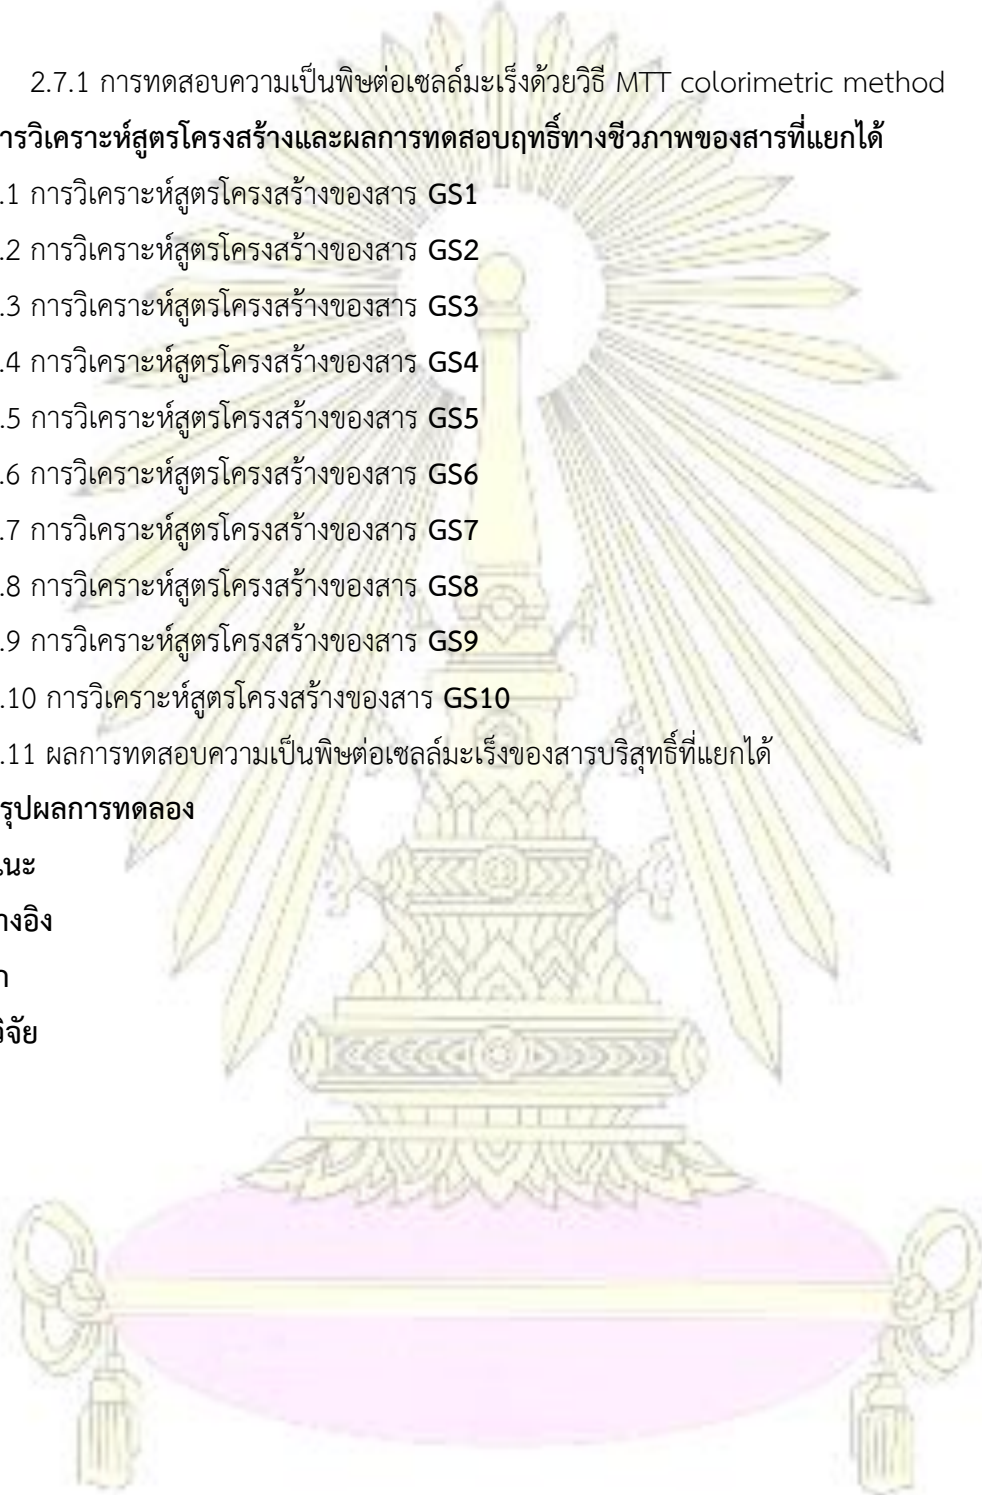 2.7.1 การทดสอบความเป็นพิษต่อเซลล์มะเร็งด้วยวิธี MTT colorimetric method
ารวิเคราะห์สูตรโครงสร้างและผลการทดสอบฤทธิ์ทางชีวภาพของสารที่แยกได้
.1 การวิเคราะห์สูตรโครงสร้างของสาร GS1
.2 การวิเคราะห์สูตรโครงสร้างของสาร GS2
.3 การวิเคราะห์สูตรโครงสร้างของสาร GS3
.4 การวิเคราะห์สูตรโครงสร้างของสาร GS4
.5 การวิเคราะห์สูตรโครงสร้างของสาร GS5
.6 การวิเคราะห์สูตรโครงสร้างของสาร GS6
.7 การวิเคราะห์สูตรโครงสร้างของสาร GS7
.8 การวิเคราะห์สูตรโครงสร้างของสาร GS8
.9 การวิเคราะห์สูตรโครงสร้างของสาร GS9
.10 การวิเคราะห์สูตรโครงสร้างของสาร GS10
.11 ผลการทดสอบความเป็นพิษต่อเซลล์มะเร็งของสารบริสุทธิ์ที่แยกได้
รุปผลการทดลอง
นะ
างอิง
า
วิจัย